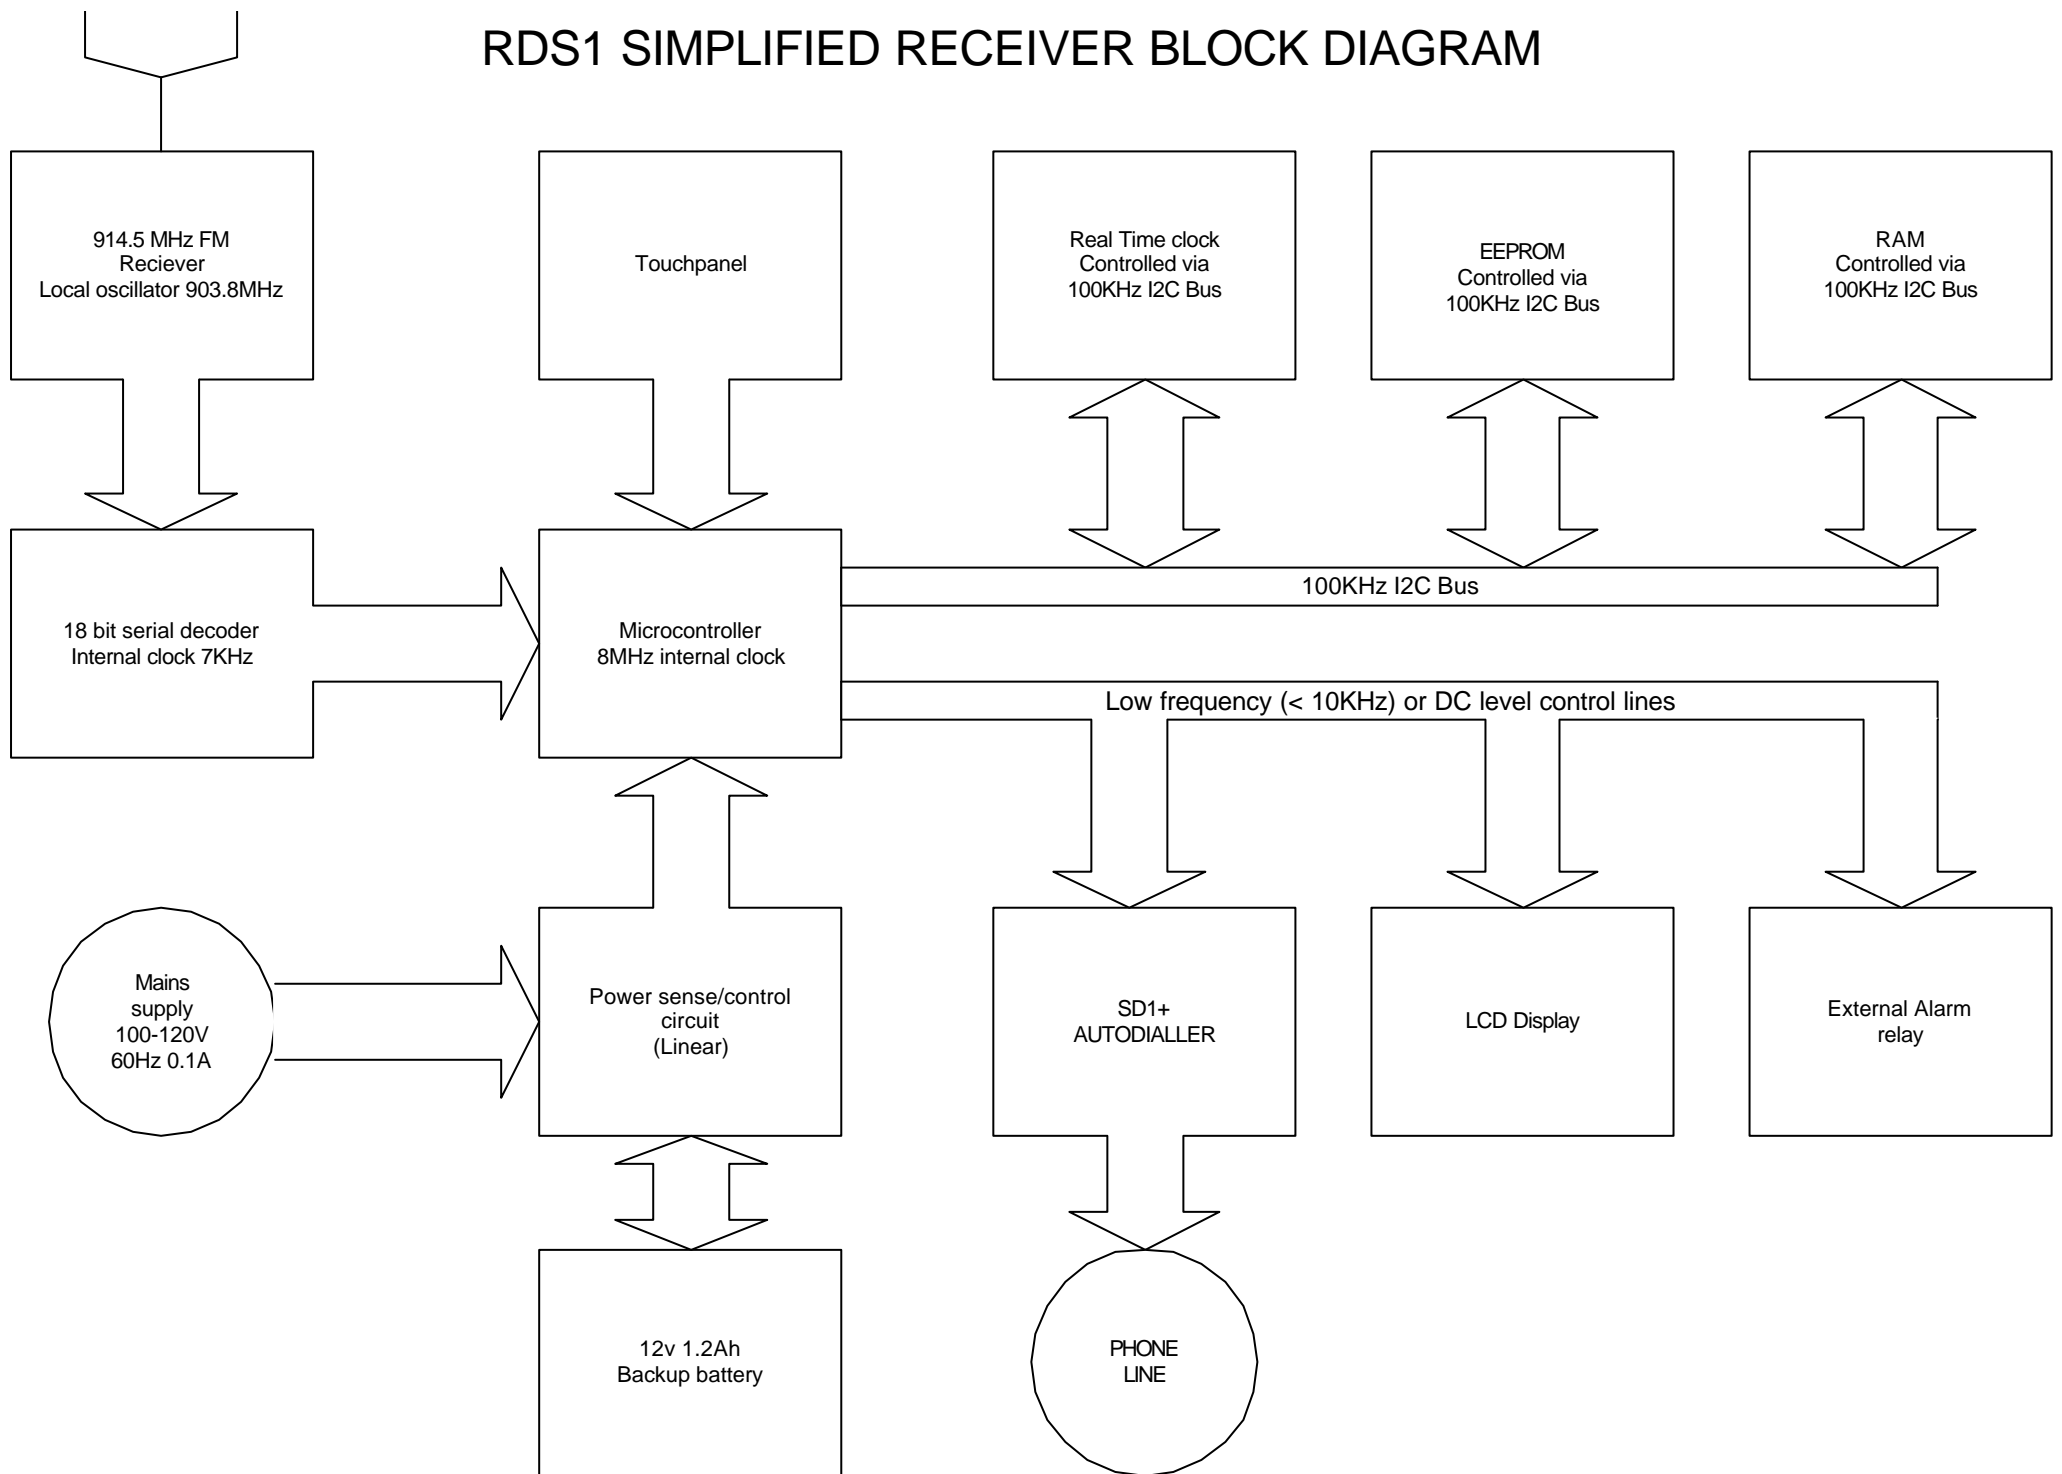 RDS1 SIMPLIFIED RECEIVER BLOCK DIAGRAM
914.5 MHz FM
Reciever
Local oscillator 903.8MHz
Touchpanel
Real Time clock
Controlled via
100KHz I2C Bus
EEPROM
Controlled via
100KHz I2C Bus
RAM
Controlled via
100KHz I2C Bus
100KHz I2C Bus
18 bit serial decoder
Internal clock 7KHz
Microcontroller
8MHz internal clock
Low frequency (< 10KHz) or DC level control lines
Mains
supply
100-120V
60Hz 0.1A
Power sense/control
circuit
(Linear)
SD1+
AUTODIALLER
LCD Display
External Alarm
relay
12v 1.2Ah
Backup battery
PHONE
LINE